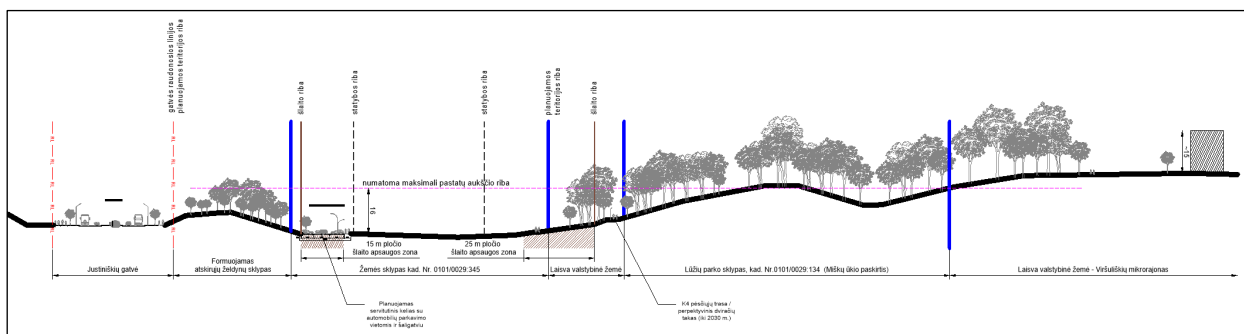 gatvės raudonosios linijos
planuojamos teritorijos riba
šlaito riba
statybos riba
statybos riba
planuojamos
teritorijos riba
šlaito riba
numatoma maksimali pastatų aukščio riba
16
~15
15 m pločio
šlaito apsaugos zona
25 m pločio
šlaito apsaugos zona
Justiniškių gatvė
Formuojamas
atskirųjų želdynų sklypas
Žemės sklypas kad. Nr. 0101/0029:345
Laisva valstybinė žemė
Lūžių parko sklypas, kad. Nr.0101/0029:134 (Miškų ūkio paskirtis)
Laisva valstybinė žemė - Viršuliškių mikrorajonas
Planuojamas
servitutinis kelias su
automobilių parkavimo
vietomis ir šaligatviu
K4 pėsčiųjų trasa /
perpektyvinis dviračių
takas (iki 2030 m.)